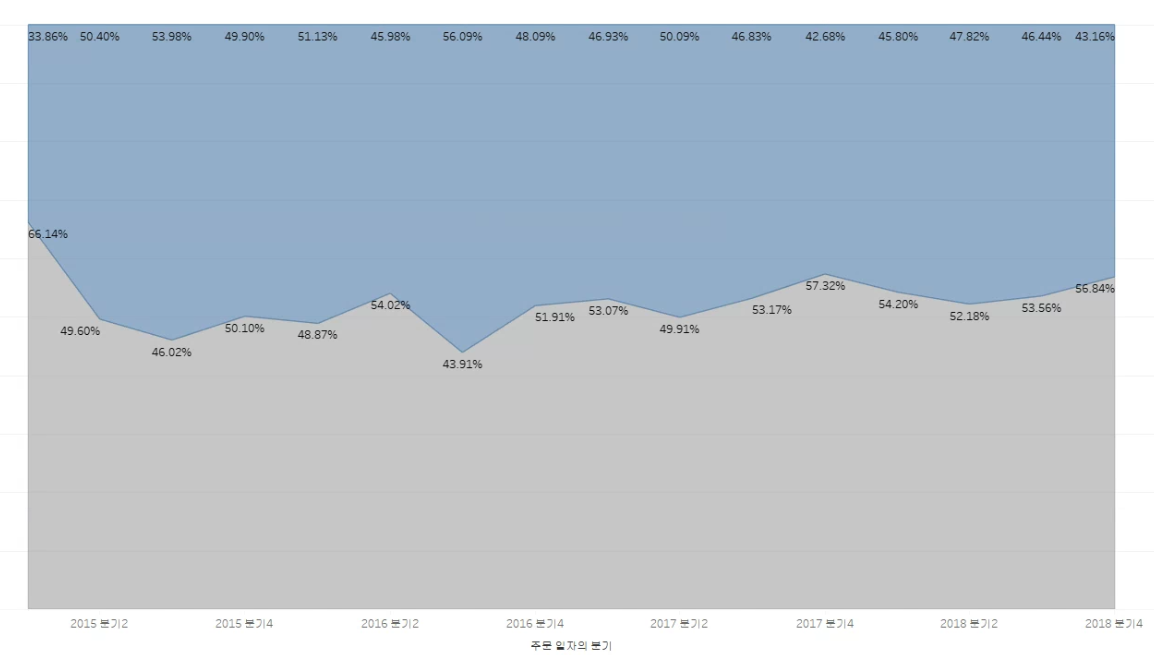 33.86% 50.40% 53.98% 49.90% 51.13% 45.98% 56.09% 48.09% 46.93% 50.09% 46.83% 42.68% 45.80% 47.82% 46.44% 43.16%
66.14% 49.60% 46.02% 50.10% 48.87% 54.02% 43.91% 51.91% 53.07% 49.91% 53.17% 57.32% 54.20% 52.18% 53.56% 56.84%
2015 분기2 2015 분기4 2016 분기2 2016 분기4 2017 분기2 2017 분기4 2018 분기2 2018 분기4
주문 일자의 분기